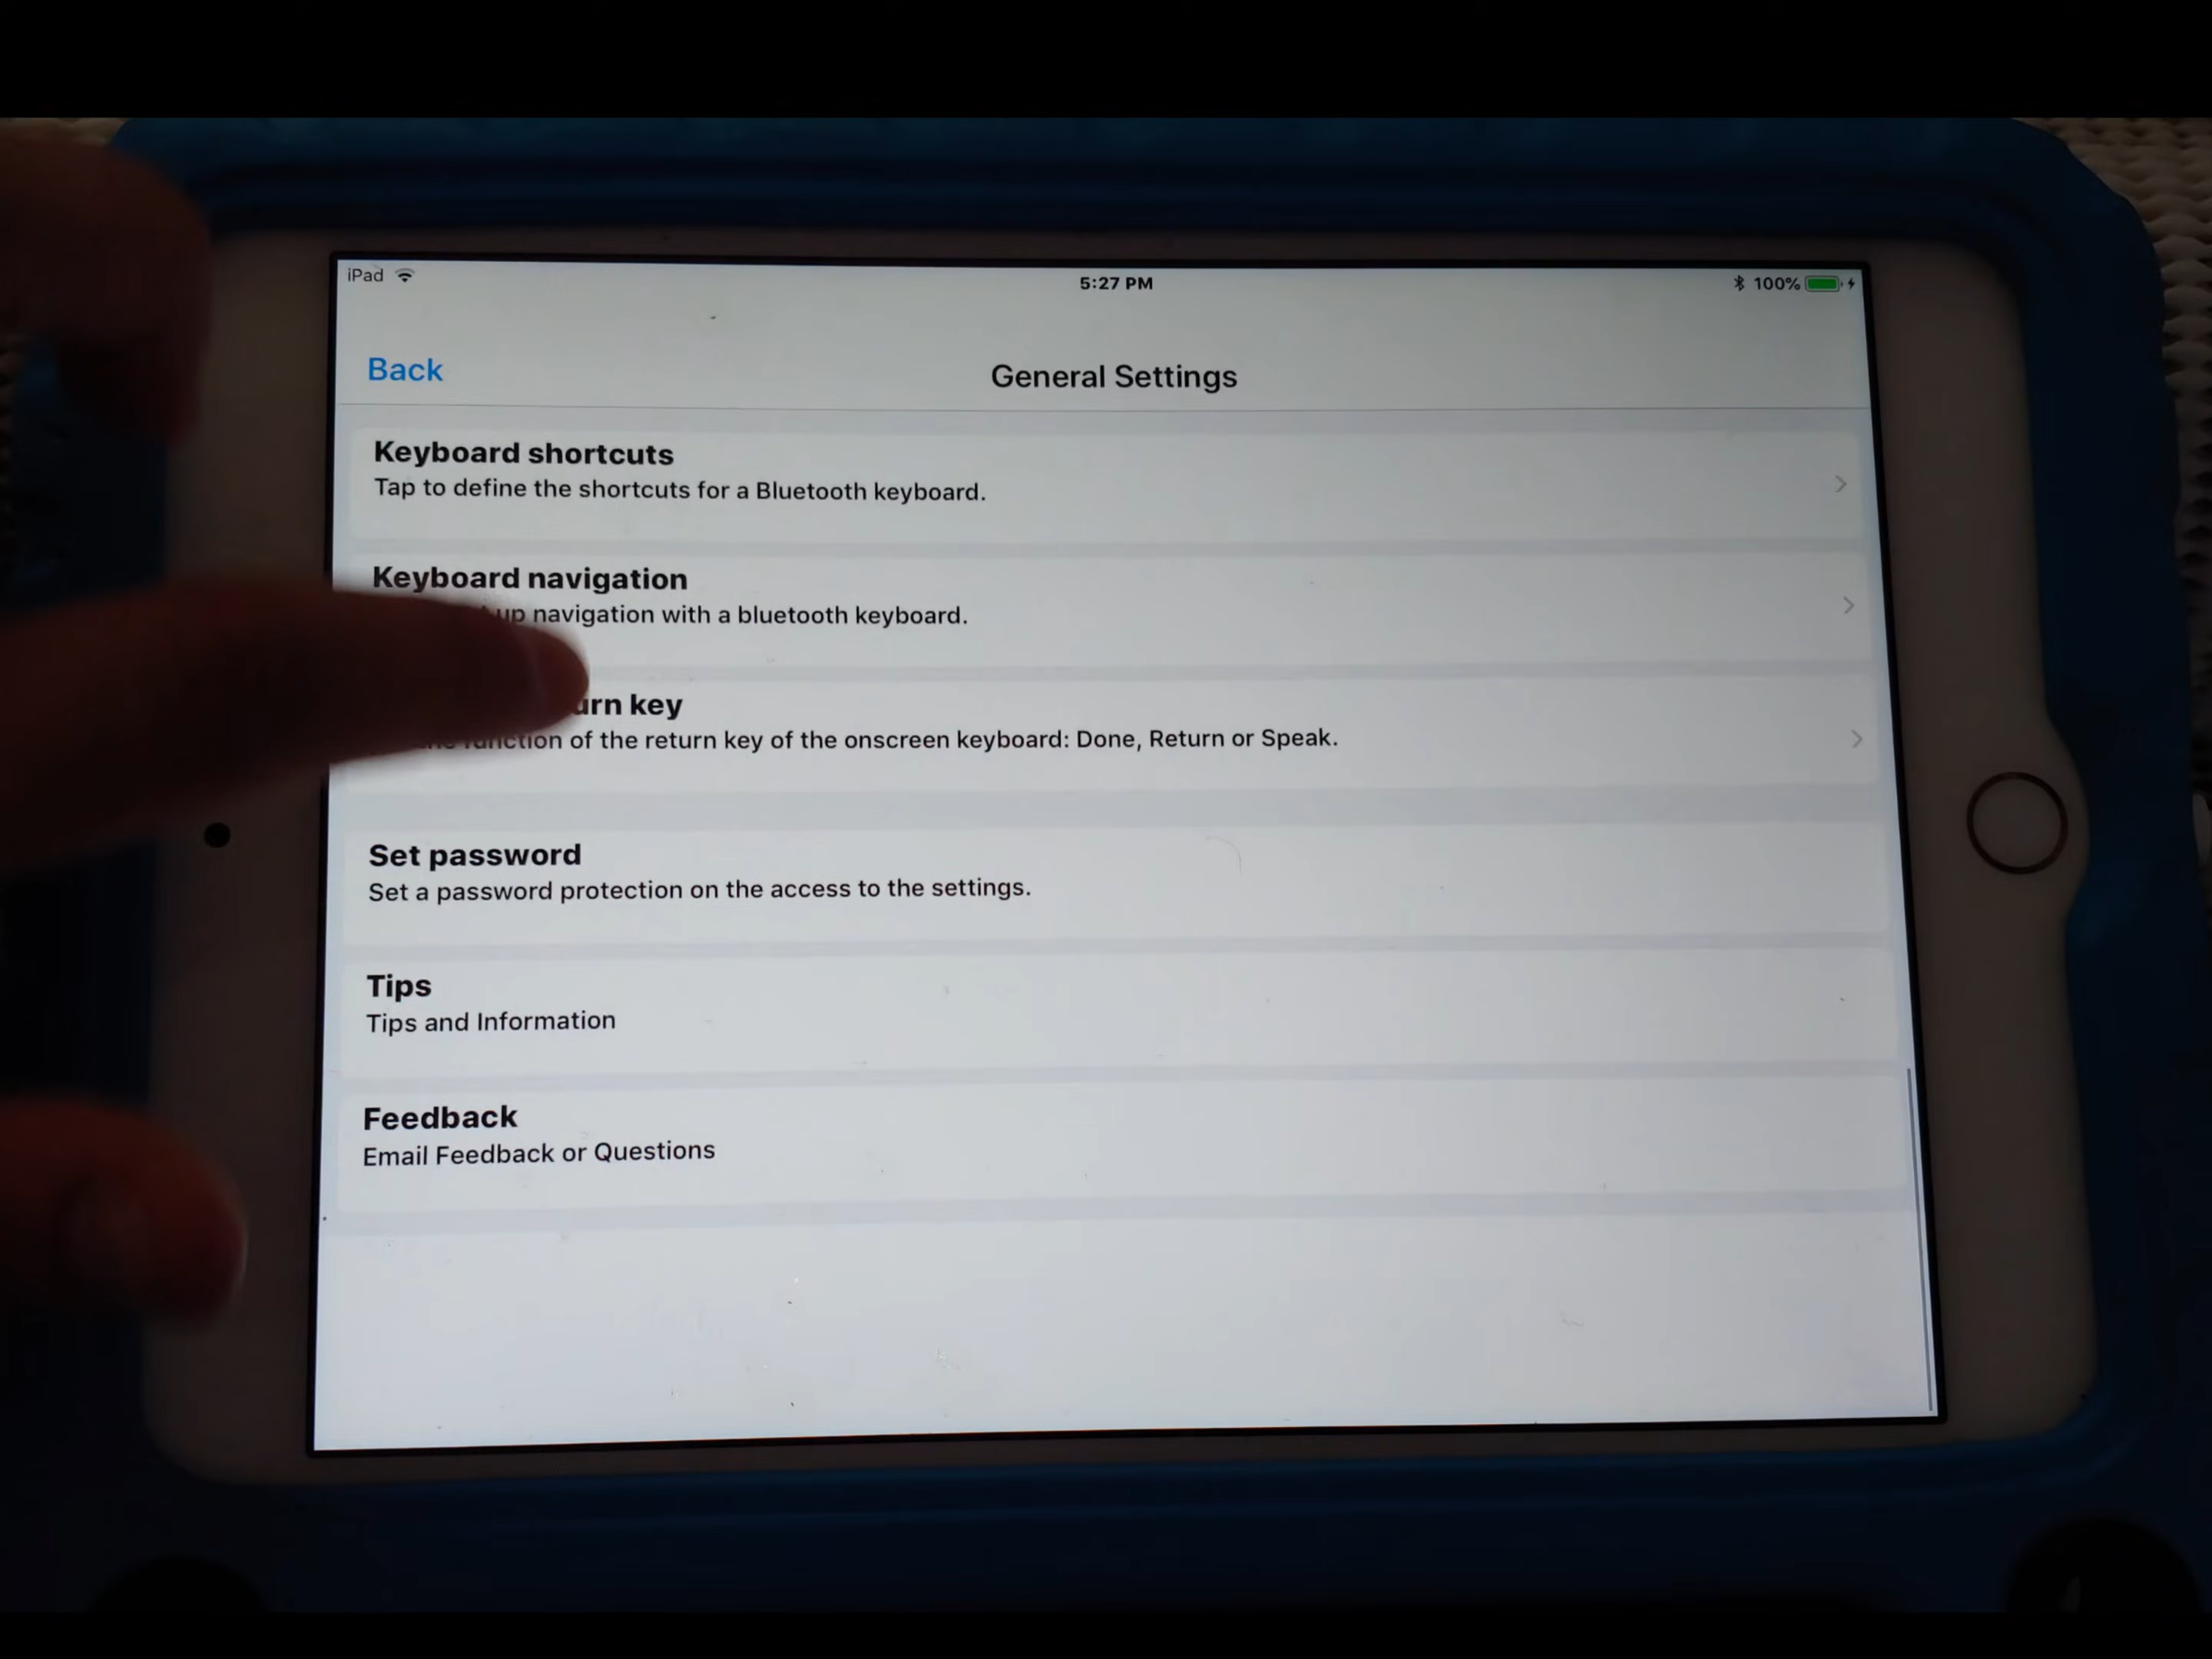 iPad
5:27 PM
100%
Back
General Settings
Keyboard shortcuts
Tap to define the shortcuts for a Bluetooth keyboard.
Keyboard navigation
up navigation with a bluetooth keyboard.
key
function of the return key of the onscreen keyboard: Done, Return or Speak.
Set password
Set a password protection on the access to the settings.
Tips
Tips and Information
Feedback
Email Feedback or Questions